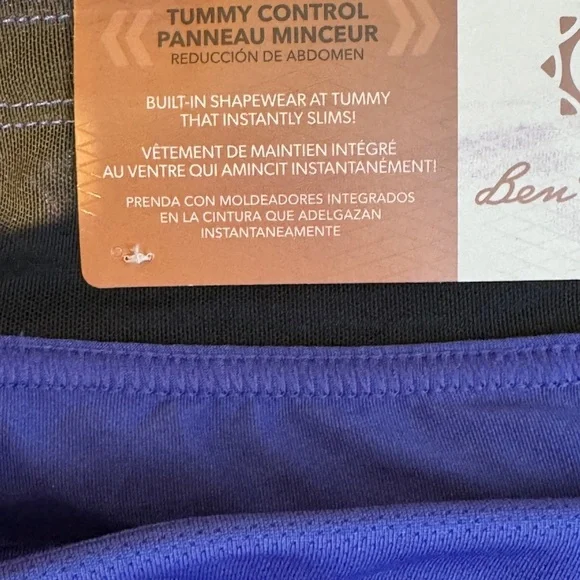 TUMMY CONTROL
PANNEAU MINCEUR
REDUCCIÓN DE ABDOMEN
BUILT-IN SHAPEWEAR AT TUMMY
THAT INSTANTLY SLIMS!
VÊTEMENT DE MAINTIEN INTÉGRÉ
AU VENTRE QUI AMINCIT INSTANTANÉMENT!
PRENDA CON MOLDEADORES INTEGRADOS
EN LA CINTURA QUE ADELGAZAN
INSTANTANEAMENTE
Ben